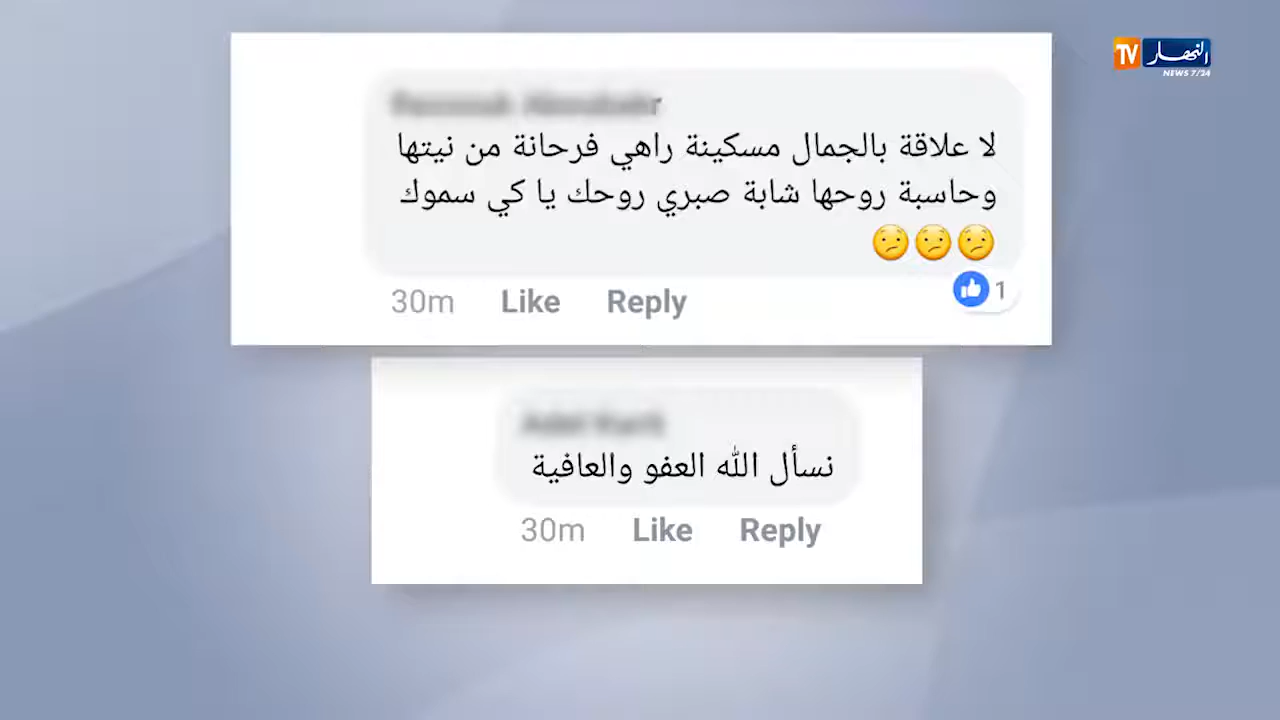 النهار TV
NEWS 7/24
لا علاقة بالجمال مسكينة راهي فرحانة من نيتها
وحاسبة روحها شابة صبري روحك يا كي سموك
😕😕😕
30m Like Reply 1
نسأل الله العفو والعافية
30m Like Reply